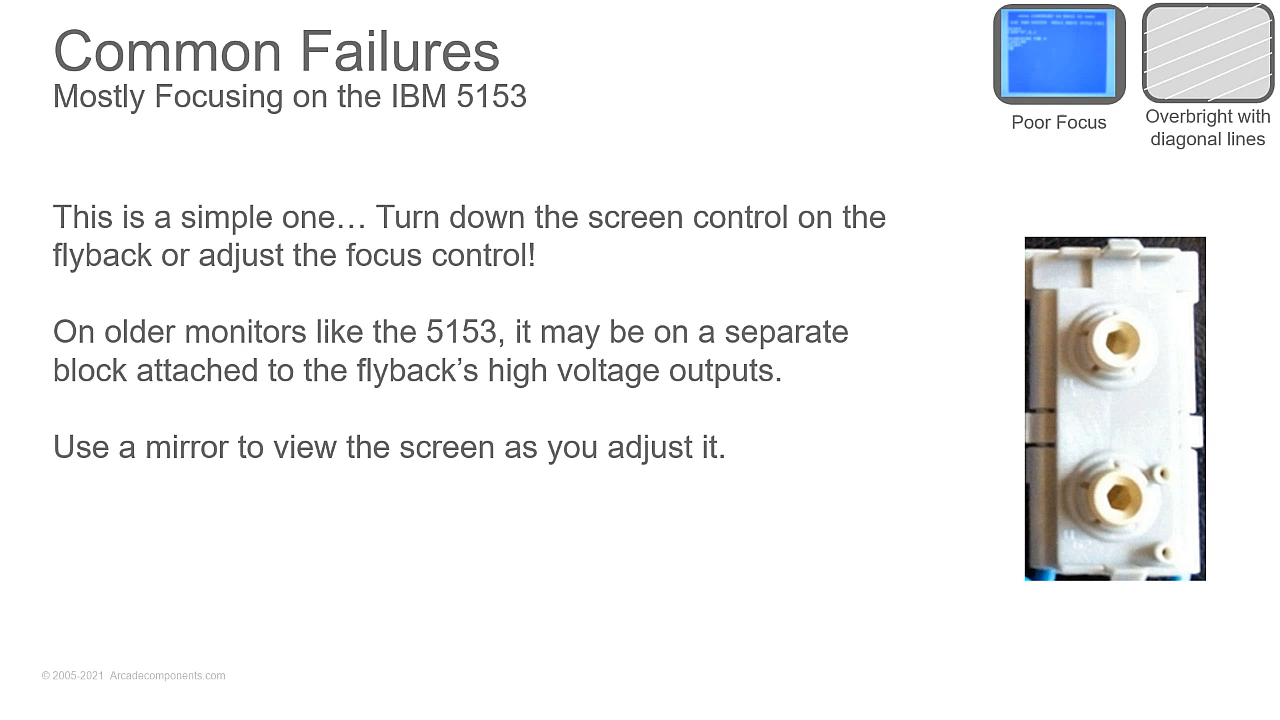 Common Failures
Mostly Focusing on the IBM 5153
Poor Focus
Overbright with
diagonal lines
This is a simple one… Turn down the screen control on the
flyback or adjust the focus control!
On older monitors like the 5153, it may be on a separate
block attached to the flyback’s high voltage outputs.
Use a mirror to view the screen as you adjust it.
© 2005-2021 Arcadecomponents.com